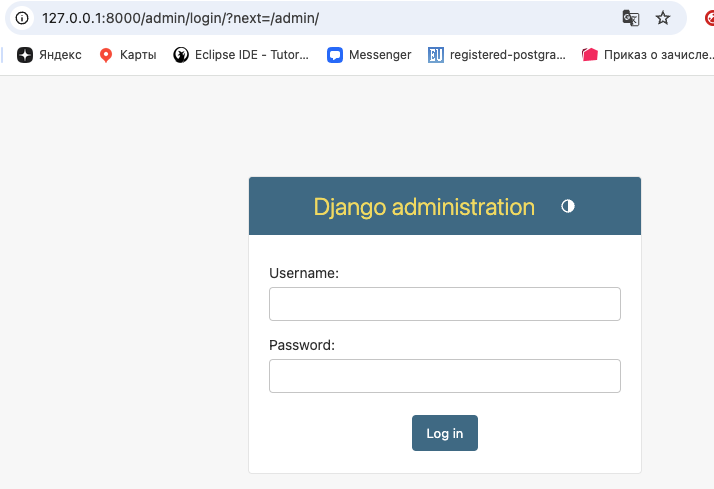 127.0.0.1:8000/admin/login/?next=/admin/
Яндекс Карты Eclipse IDE - Tutor... Messenger EU registered-postgra... Приказ о зачисле...
Django administration
Username:
Password:
Log in